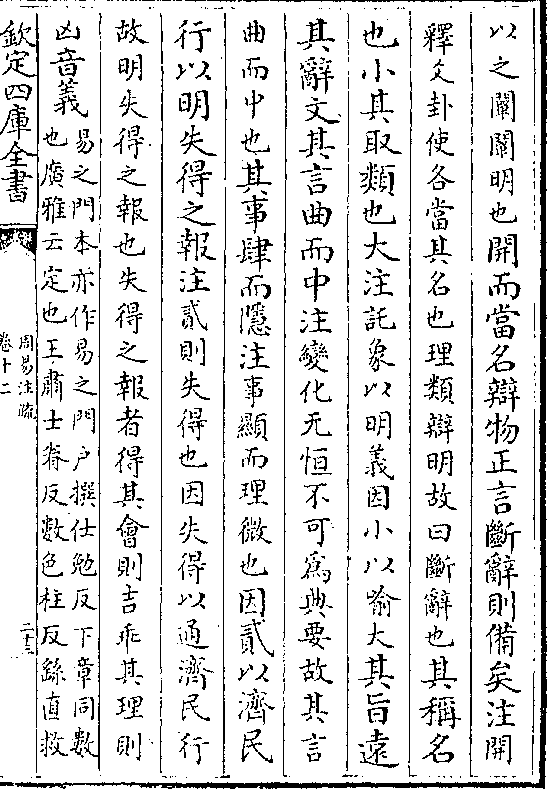 以之闡闡明也開而當名辯物正言斷辭則備矣注開
釋文卦使各當其名也理類辯明故曰斷辭也其稱名
也小其取類也大注託象以明義因小以喻大其旨遠
其辭文其言曲而中注變化无恒不可爲典要故其言
曲而中也其事肆而隱注事顯而理微也因貳以濟民
行以明失得之報注貳則失得也因失得以通濟民行
故明失得之報也失得之報者得其會則吉乖其理則
凶音義
易之門本亦作易之門户撰仕勉反下章同數
也廣雅云定也王肅士眷反數色柱反錄直救
欽定四庫全書
周易注疏
卷十二
二十三